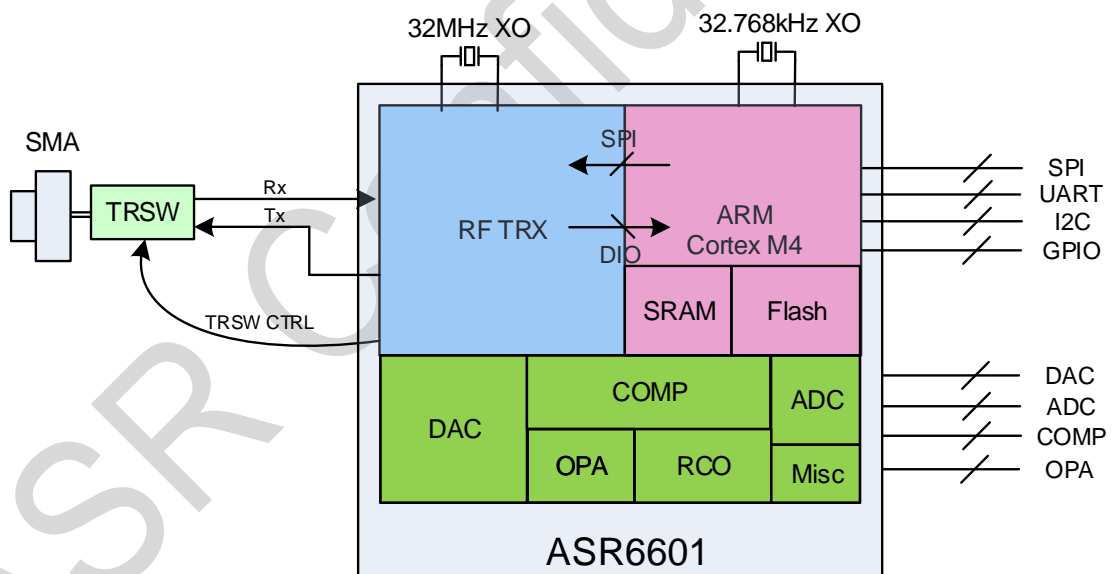 32MHz XO
32.768kHz XO
SMA
TRSW
Rx
Tx
TRSW CTRL
RF TRX
SPI
DIO
ARM
Cortex M4
SRAM
Flash
DAC
COMP
ADC
OPA
RCO
Misc
SPI
UART
I2C
GPIO
DAC
ADC
COMP
OPA
ASR6601